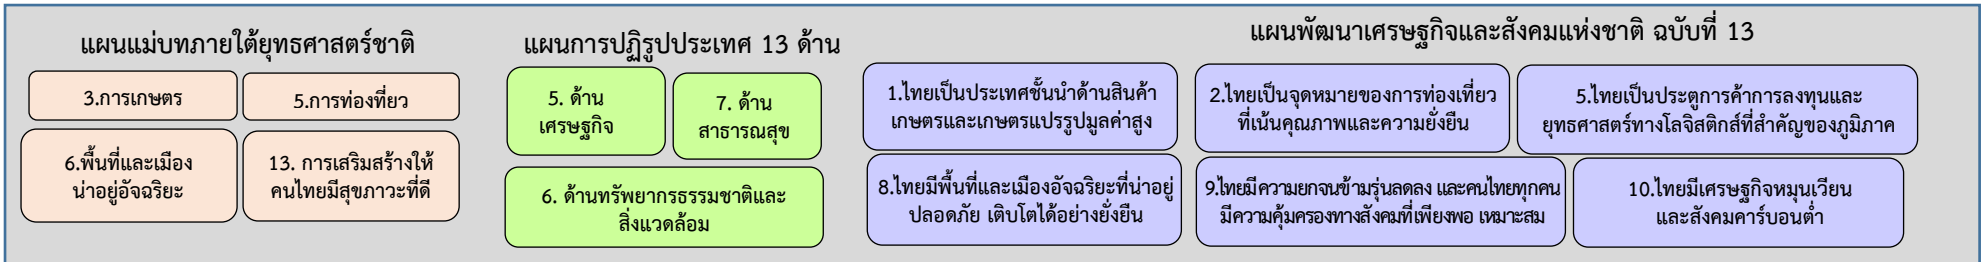 แผนแม่บทภายใต้ยุทธศาสตร์ชาติ
3.การเกษตร
5.การท่องที่ยว
6.พื้นที่และเมือง
น่าอยู่อัจฉริยะ
13. การเสริมสร้างให้
คนไทยมีสุขภาวะที่ดี
แผนการปฏิรูปประเทศ 13 ด้าน
5. ด้าน
เศรษฐกิจ
7. ด้าน
สาธารณสุข
6. ด้านทรัพยากรธรรมชาติและ
สิ่งแวดล้อม
แผนพัฒนาเศรษฐกิจและสังคมแห่งชาติ ฉบับที่ 13
1.ไทยเป็นประเทศชั้นนำด้านสินค้า
เกษตรและเกษตรแปรรูปมูลค่าสูง
2.ไทยเป็นจุดหมายของการท่องเที่ยว
ที่เน้นคุณภาพและความยั่งยืน
5.ไทยเป็นประตูการค้าการลงทุนและ
ยุทธศาสตร์ทางโลจิสติกส์ที่สำคัญของภูมิภาค
8.ไทยมีพื้นที่และเมืองอัจฉริยะที่น่าอยู่
ปลอดภัย เติบโตได้อย่างยั่งยืน
9.ไทยมีความยกจนข้ามรุ่นลดลง และคนไทยทุกคน
มีความคุ้มครองทางสังคมที่เพียงพอ เหมาะสม
10.ไทยมีเศรษฐกิจหมุนเวียน
และสังคมคาร์บอนต่ำ